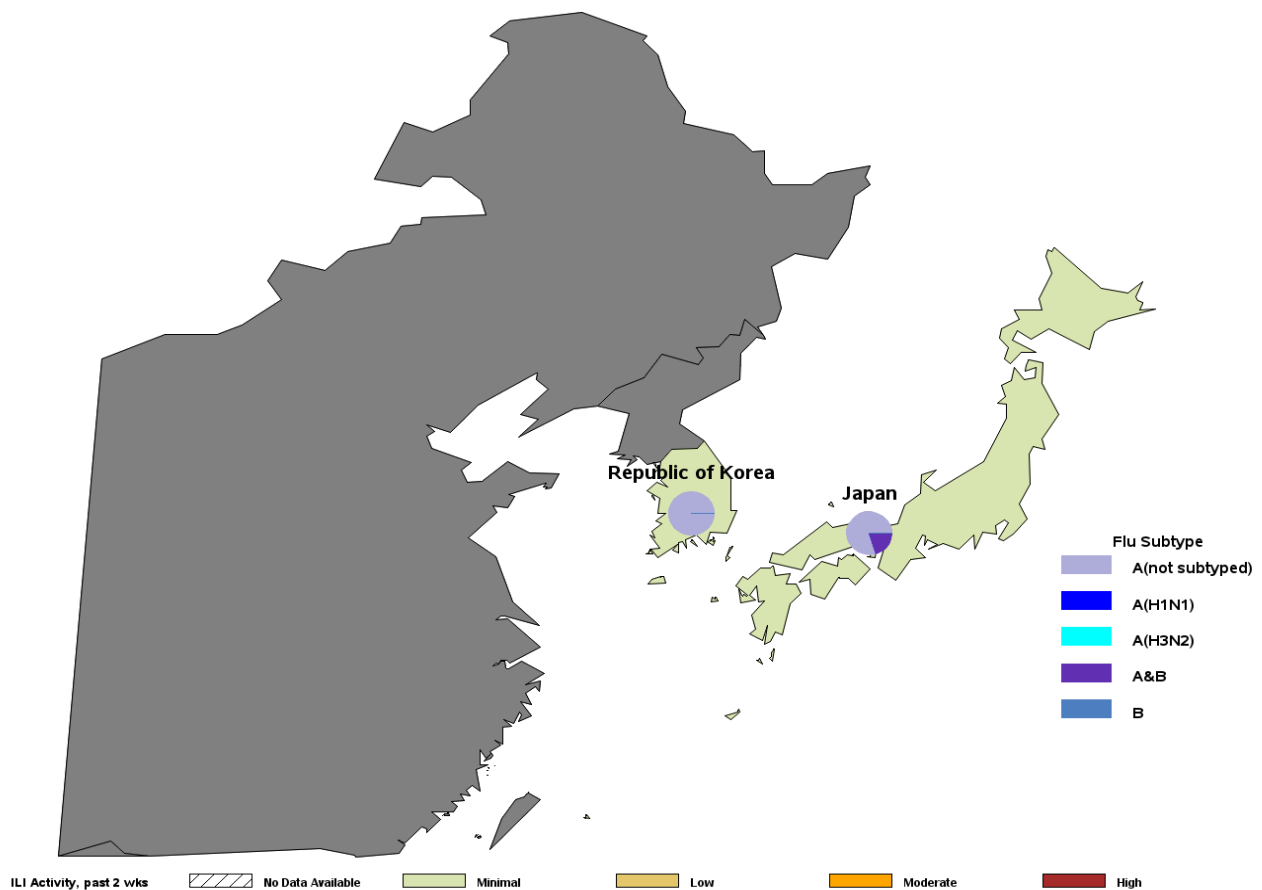 Republic of Korea
Japan
Flu Subtype
A(not subtyped)
A(H1N1)
A(H3N2)
A&B
B
ILI Activity, past 2 wks No Data Available Minimal Low Moderate High